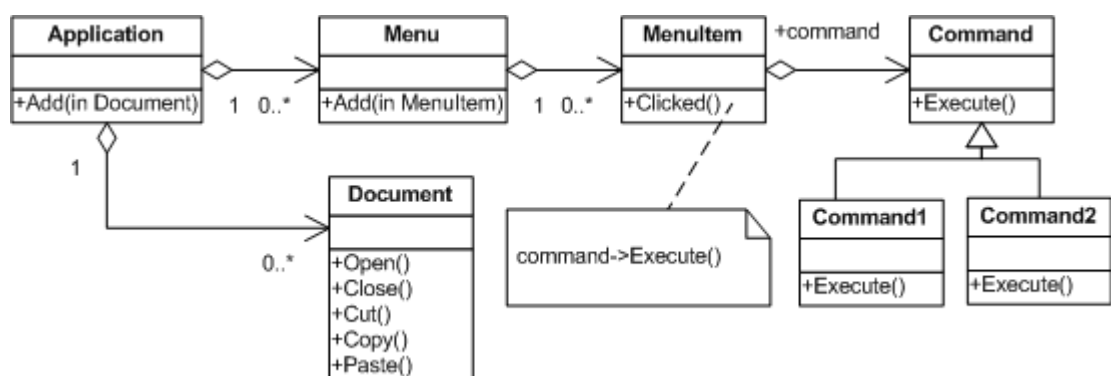 Application
+Add(in Document)
1 0..*
Menu
+Add(in MenuItem)
1 0..*
MenuItem
+Clicked()
+command
Command
+Execute()
1
0..*
Document
+Open()
+Close()
+Cut()
+Copy()
+Paste()
command->Execute()
Command1
+Execute()
Command2
+Execute()